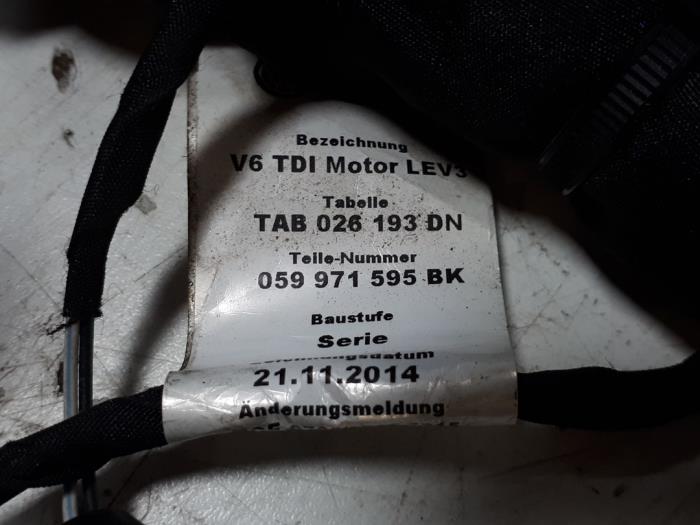 Bezeichnung
V6 TDI Motor LEV3
Tabelle
TAB 026 193 DN
Teile-Nummer
059 971 595 BK
Baustufe
Serie
21.11.2014
Änderungsmeldung